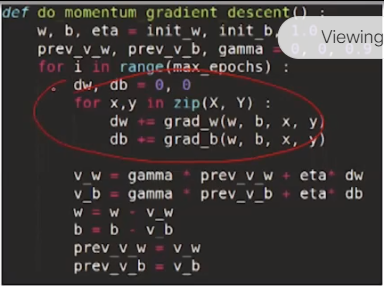 def do momentum gradient descent() :
w, b, eta = init_w, init_b, 1.0
prev_v_w, prev_v_b, gamma = 0, 0, 0.9
for i in range(max_epochs) :
dw, db = 0, 0
for x,y in zip(X, Y) :
dw += grad_w(w, b, x, y)
db += grad_b(w, b, x, y)
v_w = gamma * prev_v_w + eta* dw
v_b = gamma * prev_v_b + eta* db
w = w - v_w
b = b - v_b
prev_v_w = v_w
prev_v_b = v_b
Viewing